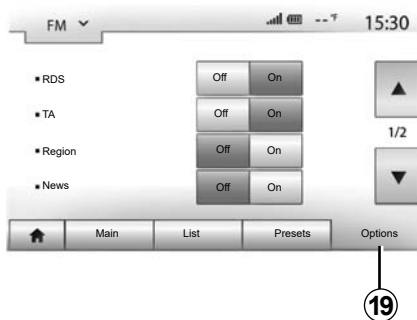 FM -- °F 15:30
RDS Off On
TA Off On
1/2
Region Off On
News Off On
Main List Presets Options
19